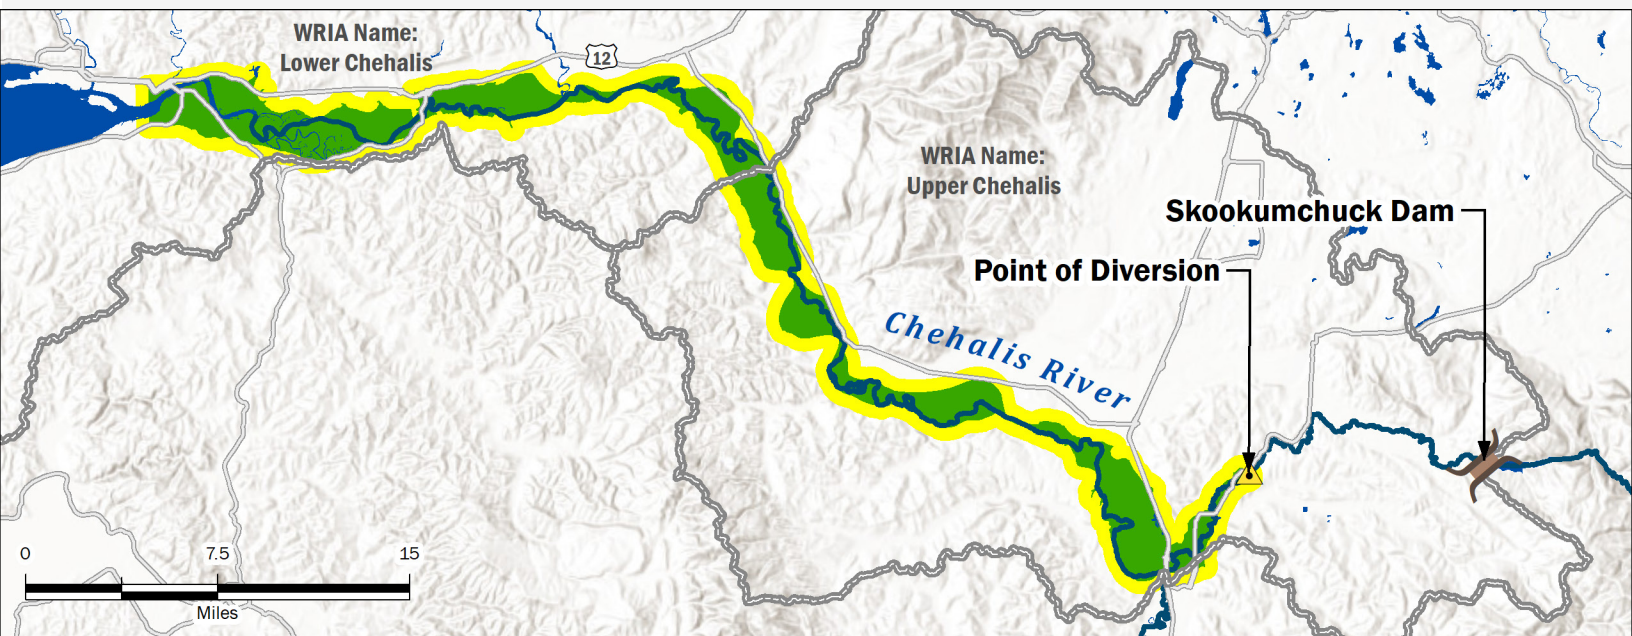 WRIA Name:
Lower Chehalis
12
WRIA Name:
Upper Chehalis
Skookumchuck Dam
Point of Diversion
Chehalis River
0 7.5 15
Miles